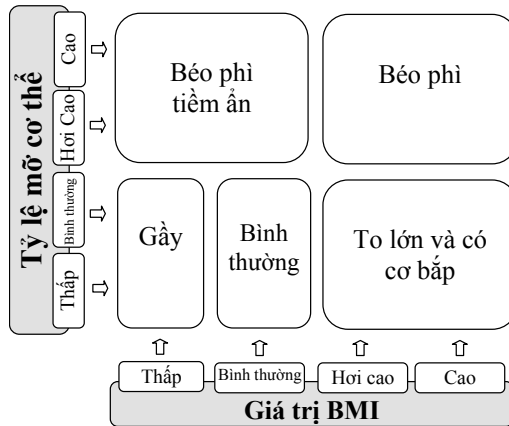 Tỷ lệ mỡ cơ thể
Cao
Hơi Cao
Bình thường
Thấp
Béo phì
tiềm ẩn
Béo phì
Gầy
Bình
thường
To lớn và có
cơ bắp
Thấp
Bình thường
Hơi cao
Cao
Giá trị BMI